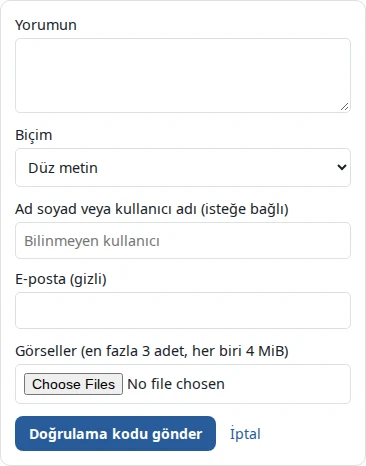 Yorumun
Biçim
Düz metin
Ad soyad veya kullanıcı adı (isteğe bağlı)
Bilinmeyen kullanıcı
E-posta (gizli)
Görseller (en fazla 3 adet, her biri 4 MiB)
Choose Files No file chosen
Doğrulama kodu gönder İptal